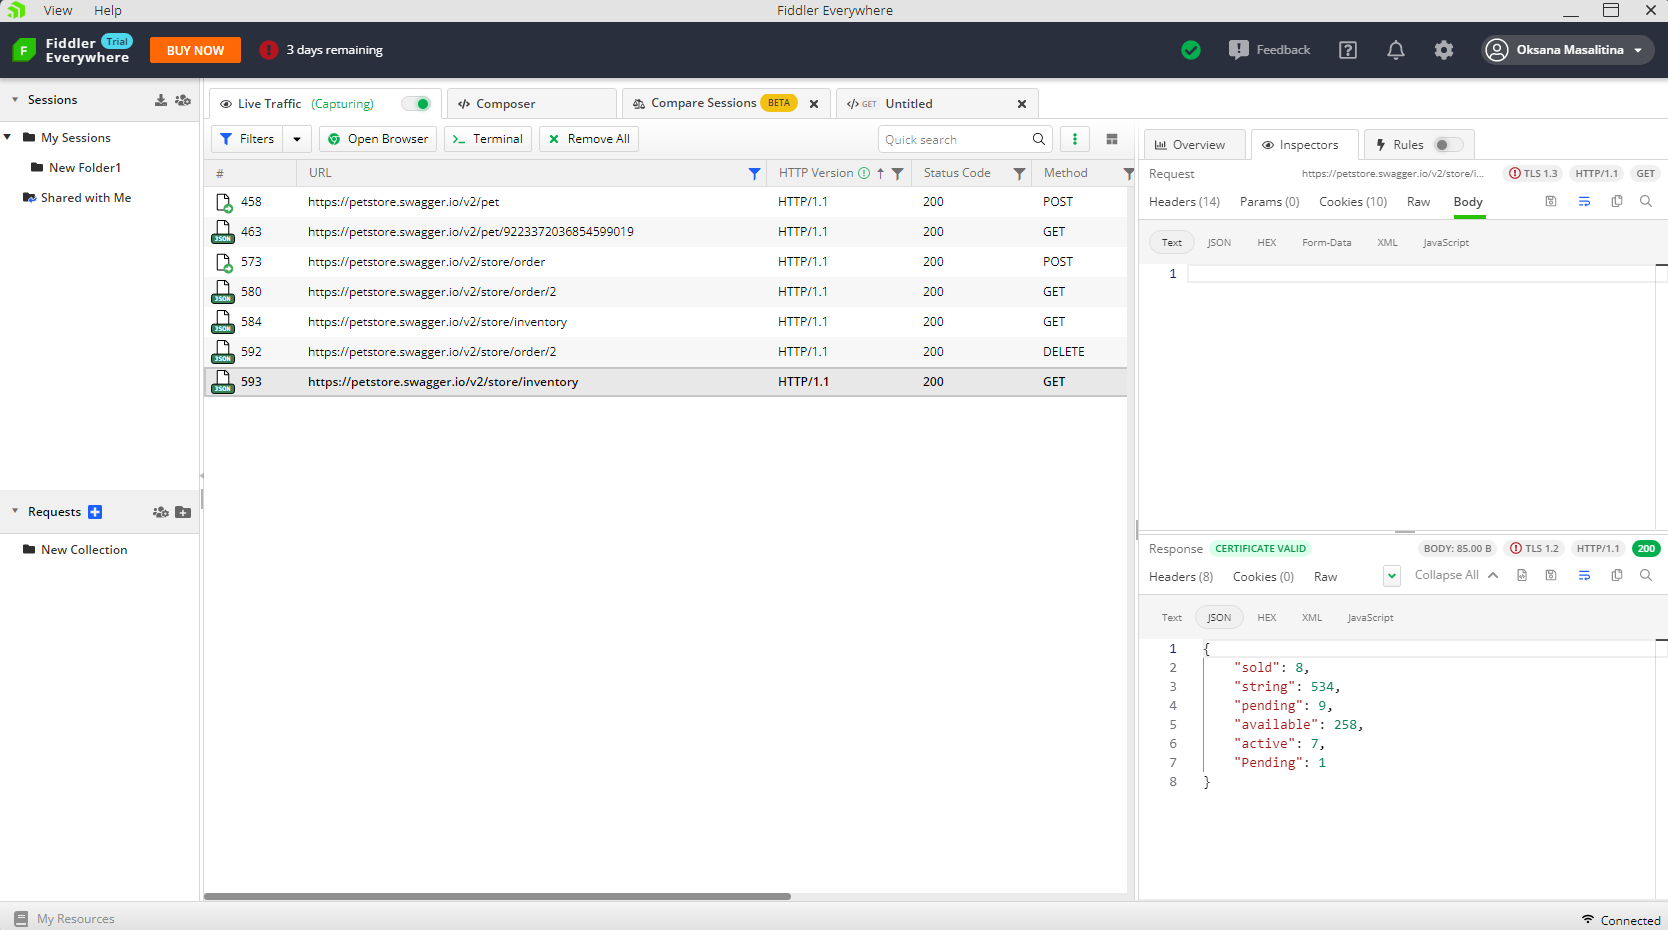 View Help Fiddler Everywhere
Fiddler Everywhere Trial BUY NOW 3 days remaining Feedback Oksana Masalitina
Sessions
My Sessions
New Folder1
Shared with Me
Requests
New Collection
Live Traffic (Capturing) Composer Compare Sessions BETA GET Untitled
Filters Open Browser Terminal Remove All Quick search
# URL HTTP Version Status Code Method
458 https://petstore.swagger.io/v2/pet HTTP/1.1 200 POST
JSON 463 https://petstore.swagger.io/v2/pet/9223372036854599019 HTTP/1.1 200 GET
573 https://petstore.swagger.io/v2/store/order HTTP/1.1 200 POST
JSON 580 https://petstore.swagger.io/v2/store/order/2 HTTP/1.1 200 GET
JSON 584 https://petstore.swagger.io/v2/store/inventory HTTP/1.1 200 GET
JSON 592 https://petstore.swagger.io/v2/store/order/2 HTTP/1.1 200 DELETE
JSON 593 https://petstore.swagger.io/v2/store/inventory HTTP/1.1 200 GET
Overview Inspectors Rules
Request https://petstore.swagger.io/v2/store/i... TLS 1.3 HTTP/1.1 GET
Headers (14) Params (0) Cookies (10) Raw Body
Text JSON HEX Form-Data XML JavaScript
1
Response CERTIFICATE VALID BODY: 85.00 B TLS 1.2 HTTP/1.1 200
Headers (8) Cookies (0) Raw Collapse All
Text JSON HEX XML JavaScript
1 {
2 "sold": 8,
3 "string": 534,
4 "pending": 9,
5 "available": 258,
6 "active": 7,
7 "Pending": 1
8 }
My Resources Connected